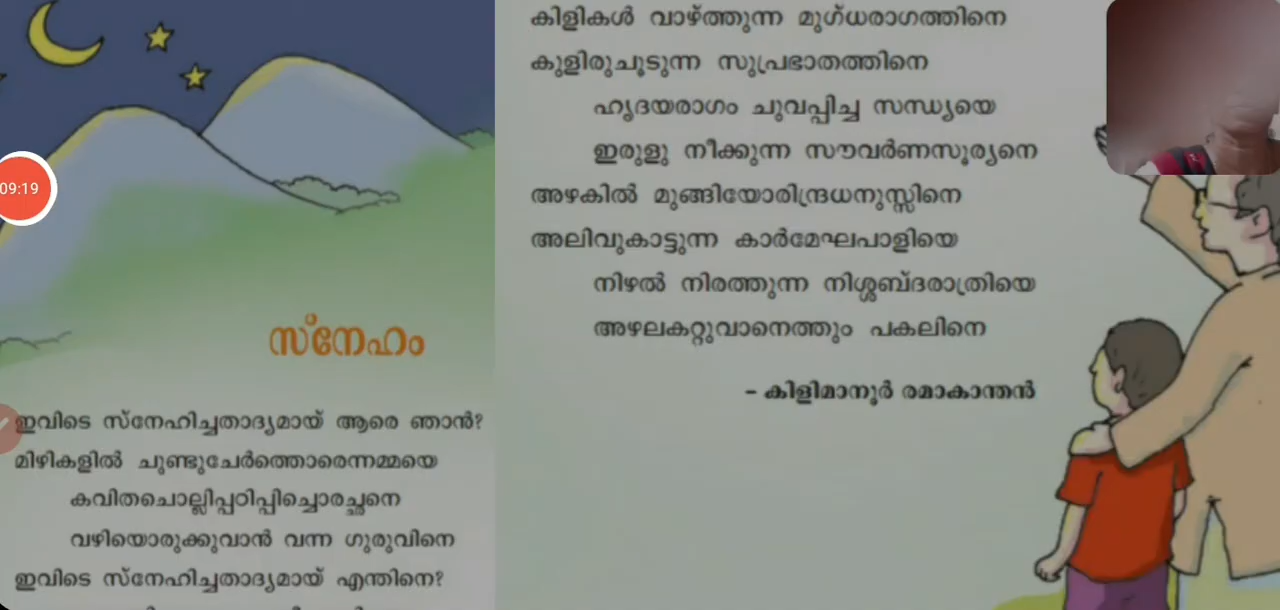 സ്നേഹം
ഇവിടെ സ്നേഹിച്ചതാദ്യമായ് ആരെ ഞാൻ?
മിഴികളിൽ ചുണ്ടുചേർത്തൊരെന്നമ്മയെ
കവിതചൊല്ലിപ്പഠിപ്പിച്ചൊരച്ഛനെ
വഴിയൊരുക്കുവാൻ വന്ന ഗുരുവിനെ
ഇവിടെ സ്നേഹിച്ചതാദ്യമായ് എന്തിനെ?
കിളികൾ വാഴ്ത്തുന്ന മുഗ്ധരാഗത്തിനെ
കുളിരുചൂടുന്ന സുപ്രഭാതത്തിനെ
ഹൃദയരാഗം ചുവപ്പിച്ച സന്ധ്യയെ
ഇരുളു നീക്കുന്ന സൗവർണസൂര്യനെ
അഴകിൽ മുങ്ങിയോരിന്ദ്രധനുസ്സിനെ
അലിവുകാട്ടുന്ന കാർമേഘപാളിയെ
നിഴൽ നിരത്തുന്ന നിശ്ശബ്ദരാത്രിയെ
അഴലകറ്റുവാനെത്തും പകലിനെ
– കിളിമാനൂർ രമാകാന്തൻ
09:19